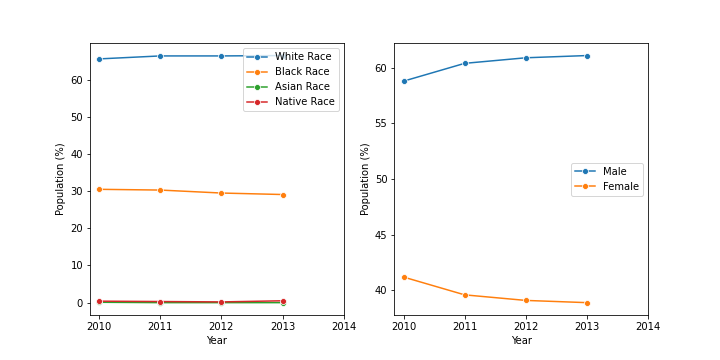 White Race
Black Race
Asian Race
Native Race
Population (%)
60
50
40
30
20
10
0
2010 2011 2012 2013 2014
Year
Male
Female
Population (%)
60
55
50
45
40
2010 2011 2012 2013 2014
Year